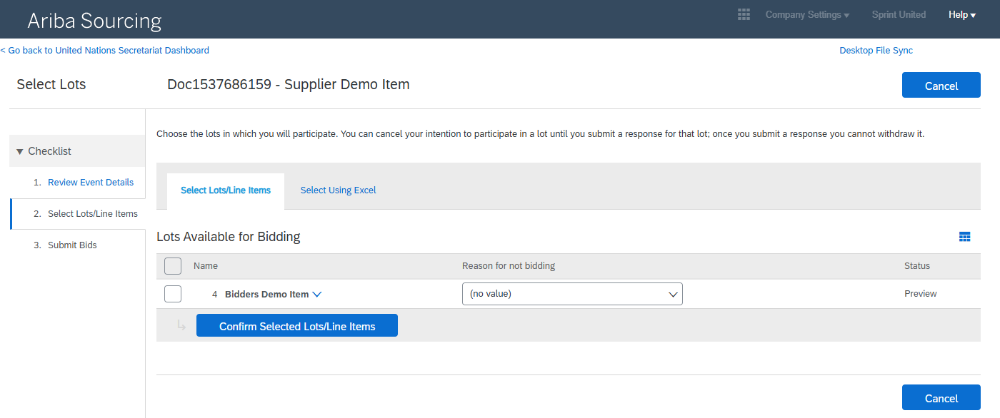 Ariba Sourcing
Company Settings ▾ Sprint United Help ▾
< Go back to United Nations Secretariat Dashboard
Desktop File Sync
Select Lots
Doc1537686159 - Supplier Demo Item
Cancel
▼ Checklist
1. Review Event Details
2. Select Lots/Line Items
3. Submit Bids
Choose the lots in which you will participate. You can cancel your intention to participate in a lot until you submit a response for that lot; once you submit a response you cannot withdraw it.
Select Lots/Line Items Select Using Excel
Lots Available for Bidding
Name Reason for not bidding Status
4 Bidders Demo Item (no value) Preview
Confirm Selected Lots/Line Items
Cancel